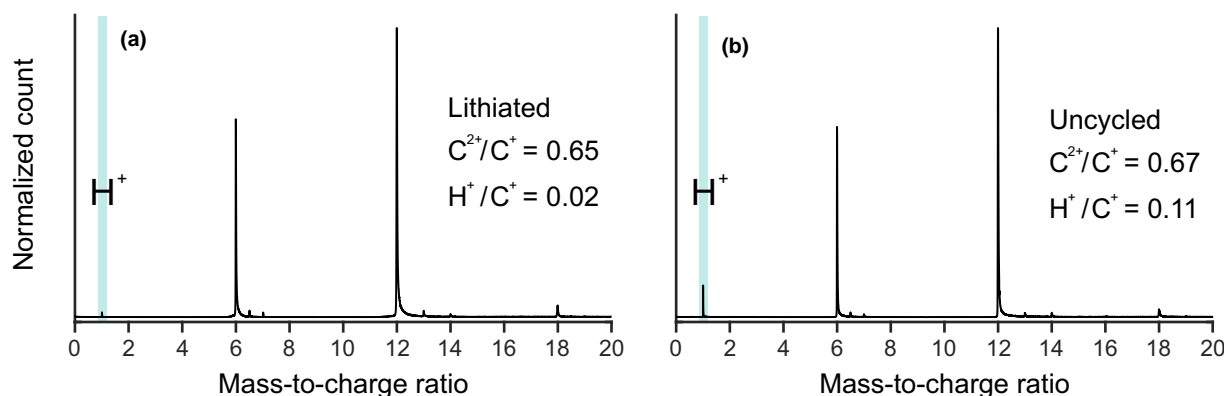 (a)
Normalized count
Lithiated
C²⁺/C⁺ = 0.65
H⁺/C⁺ = 0.02
H⁺
0 2 4 6 8 10 12 14 16 18 20
Mass-to-charge ratio
(b)
Uncycled
C²⁺/C⁺ = 0.67
H⁺/C⁺ = 0.11
H⁺
0 2 4 6 8 10 12 14 16 18 20
Mass-to-charge ratio